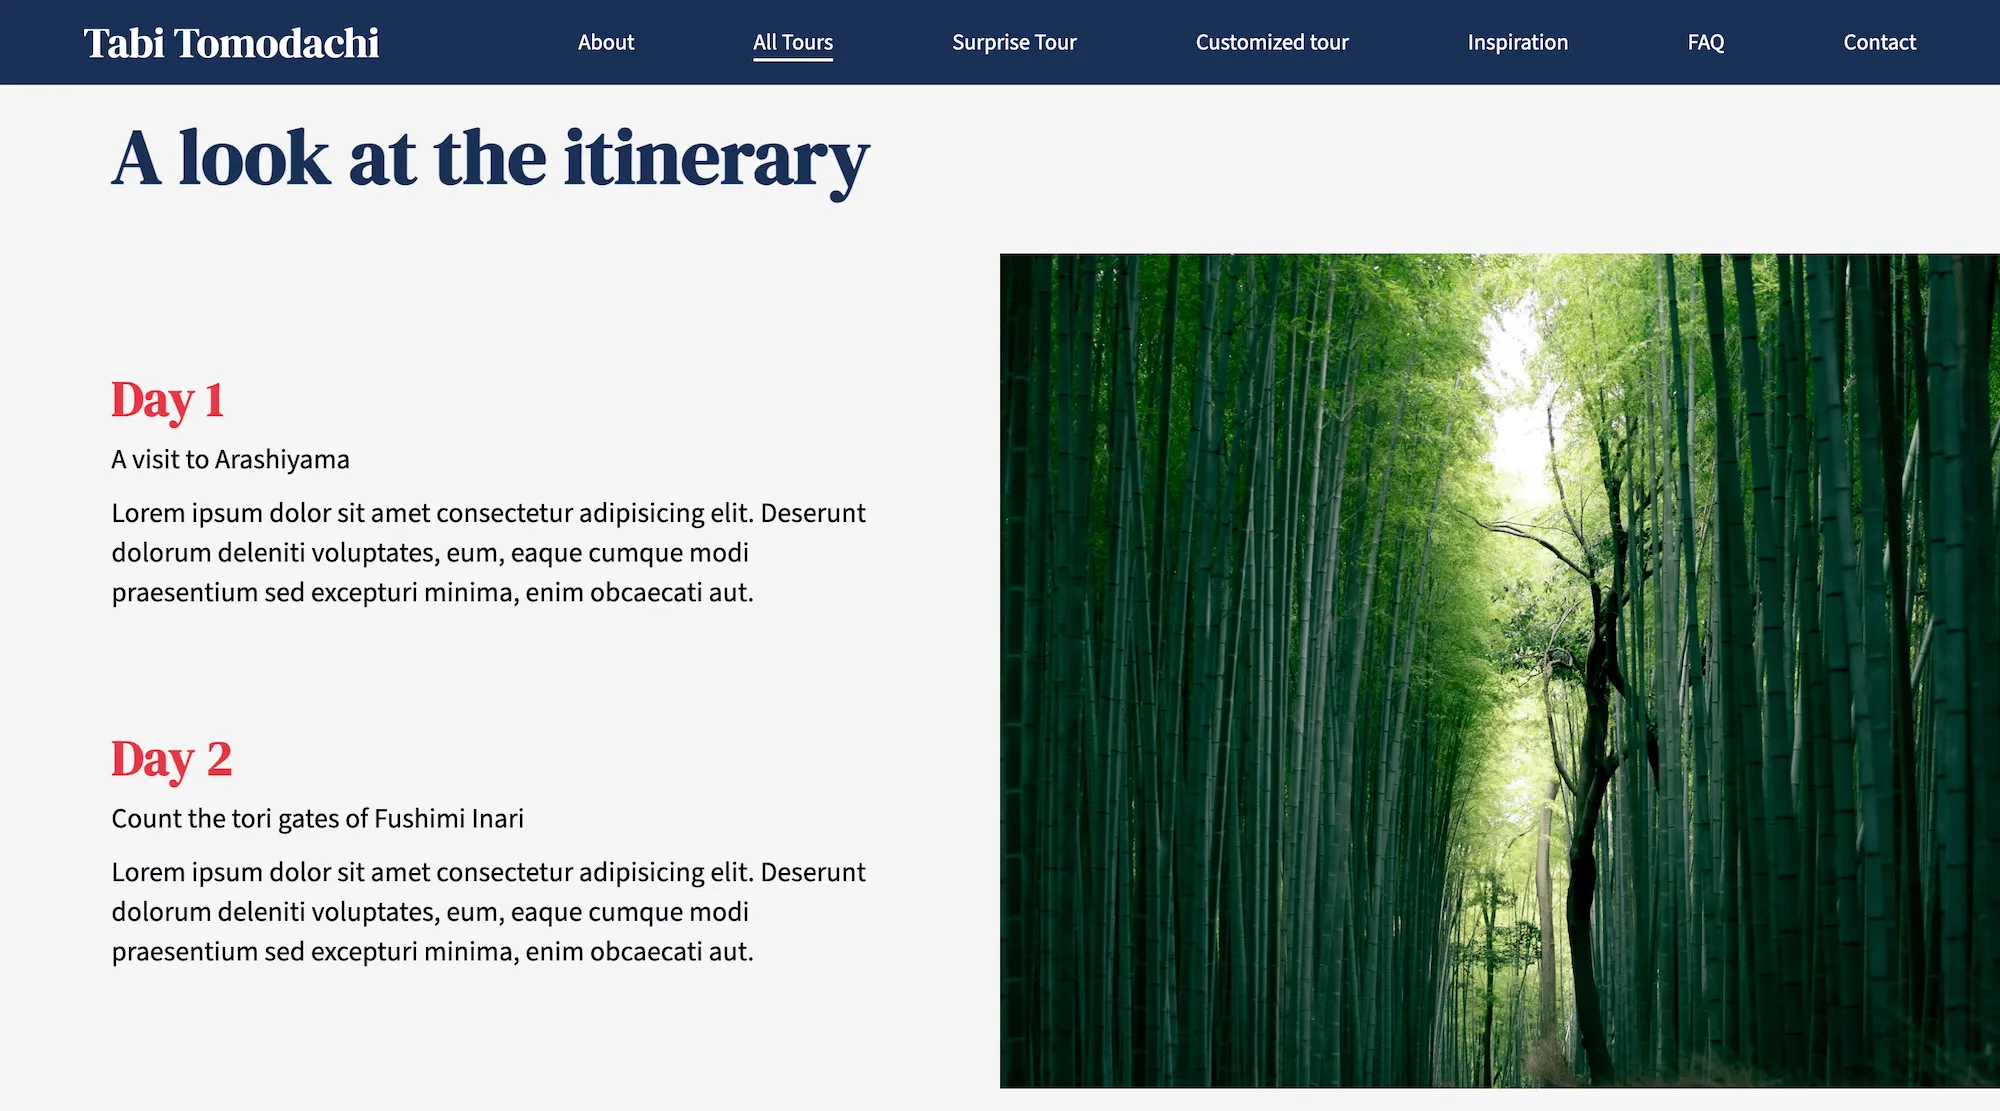 Tabi Tomodachi
About
All Tours
Surprise Tour
Customized tour
Inspiration
FAQ
Contact
A look at the itinerary
Day 1
A visit to Arashiyama
Lorem ipsum dolor sit amet consectetur adipisicing elit. Deserunt
dolorum deleniti voluptates, eum, eaque cumque modi
praesentium sed excepturi minima, enim obcaecati aut.
Day 2
Count the tori gates of Fushimi Inari
Lorem ipsum dolor sit amet consectetur adipisicing elit. Deserunt
dolorum deleniti voluptates, eum, eaque cumque modi
praesentium sed excepturi minima, enim obcaecati aut.